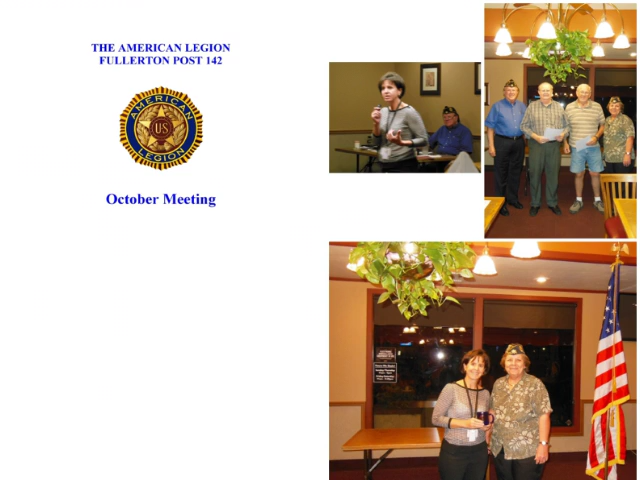 THE AMERICAN LEGION
FULLERTON POST 142
AMERICAN
US
LEGION
October Meeting